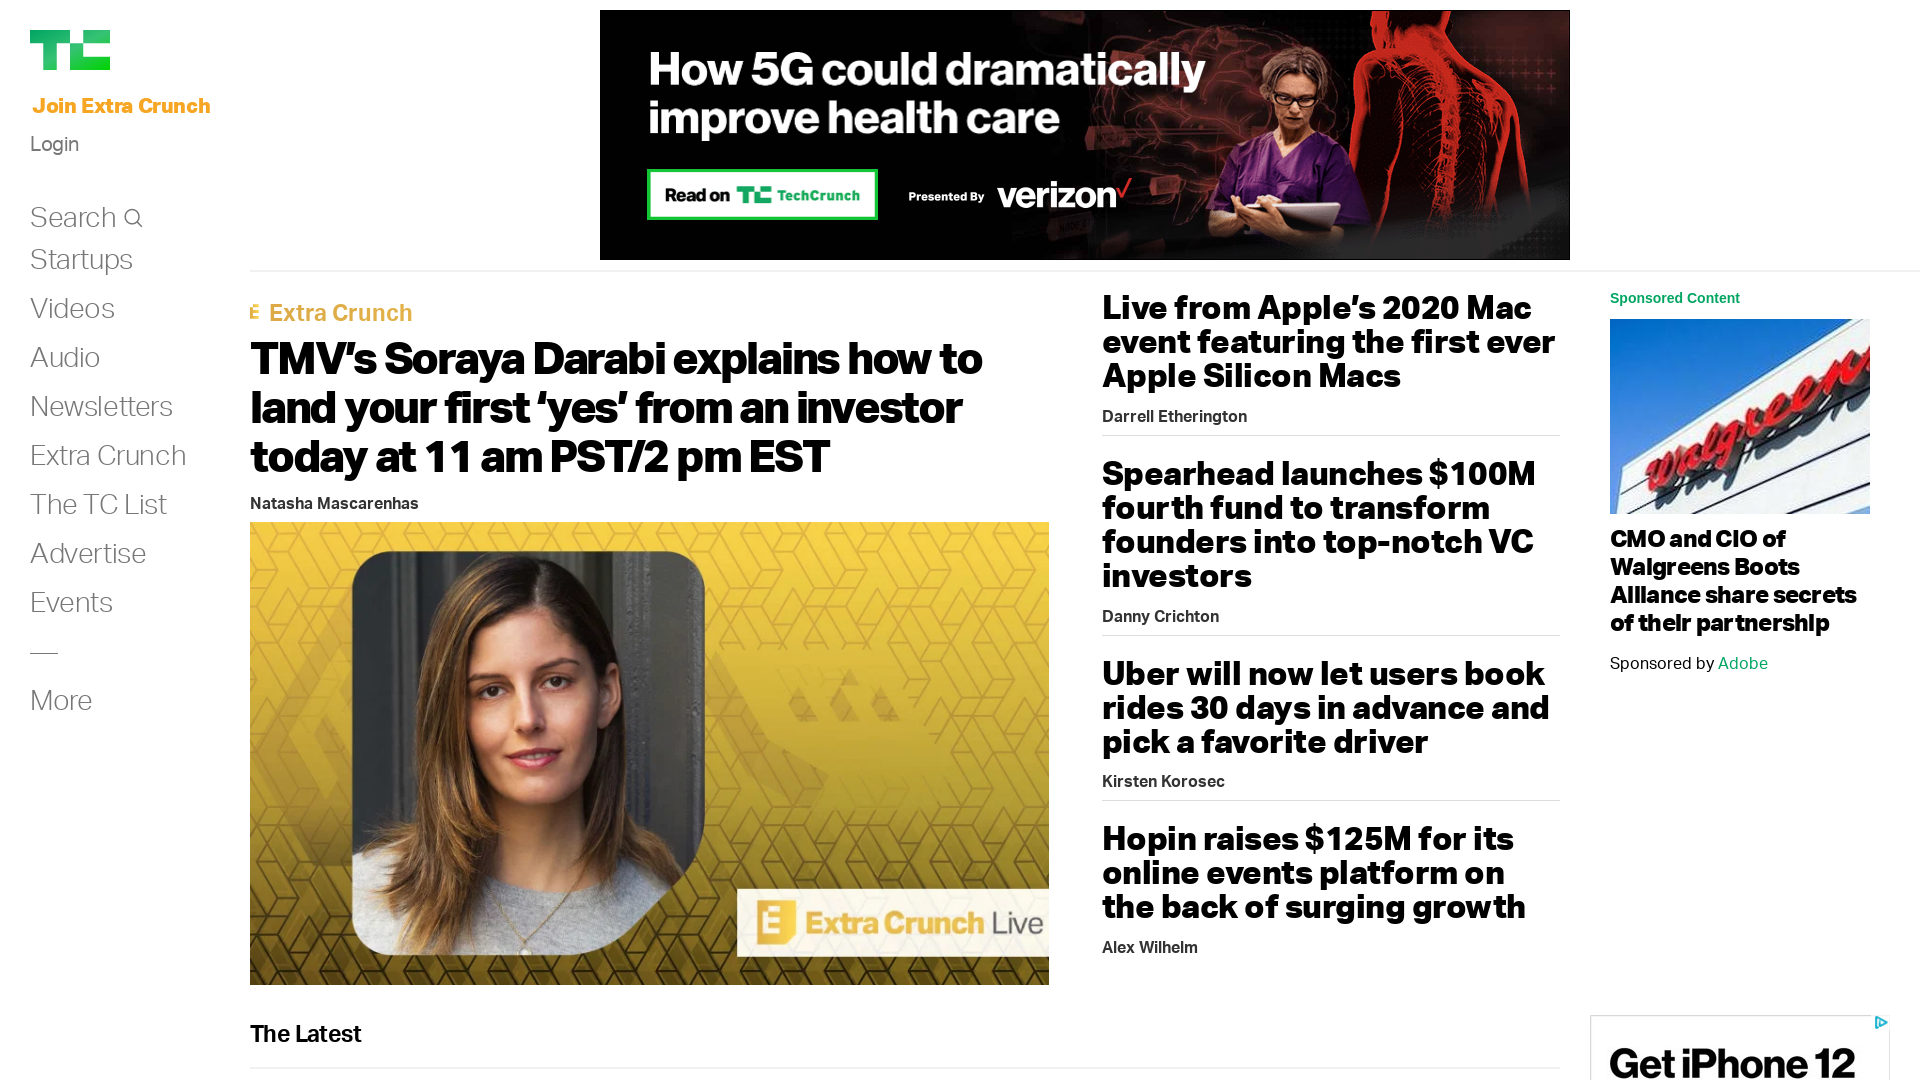 TC
Join Extra Crunch
Login
Search
Startups
Videos
Audio
Newsletters
Extra Crunch
The TC List
Advertise
Events
—
More
How 5G could dramatically
improve health care
Read on TC TechCrunch
Presented By verizon✓
Extra Crunch
TMV’s Soraya Darabi explains how to
land your first ‘yes’ from an investor
today at 11 am PST/2 pm EST
Natasha Mascarenhas
Extra Crunch Live
Live from Apple’s 2020 Mac
event featuring the first ever
Apple Silicon Macs
Darrell Etherington
Spearhead launches $100M
fourth fund to transform
founders into top-notch VC
investors
Danny Crichton
Uber will now let users book
rides 30 days in advance and
pick a favorite driver
Kirsten Korosec
Hopin raises $125M for its
online events platform on
the back of surging growth
Alex Wilhelm
Sponsored Content
Walgreens
CMO and CIO of
Walgreens Boots
Alliance share secrets
of their partnership
Sponsored by Adobe
The Latest
Get iPhone 12